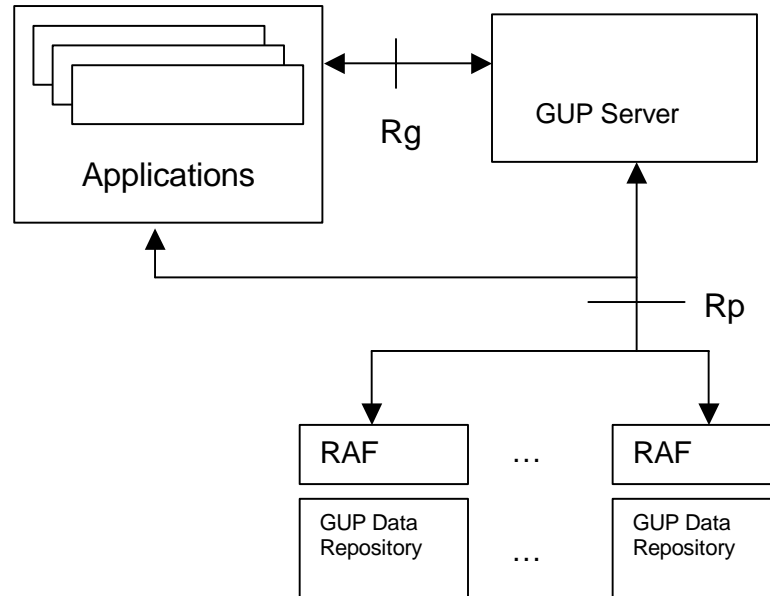 Rg
GUP Server
Applications
Rp
RAF
…
RAF
GUP Data
Repository
…
GUP Data
Repository